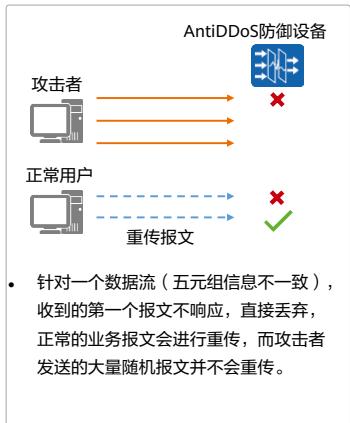 AntiDDoS防御设备
攻击者
正常用户
重传报文
• 针对一个数据流（五元组信息不一致），
收到的第一个报文不响应，直接丢弃，
正常的业务报文会进行重传，而攻击者
发送的大量随机报文并不会重传。